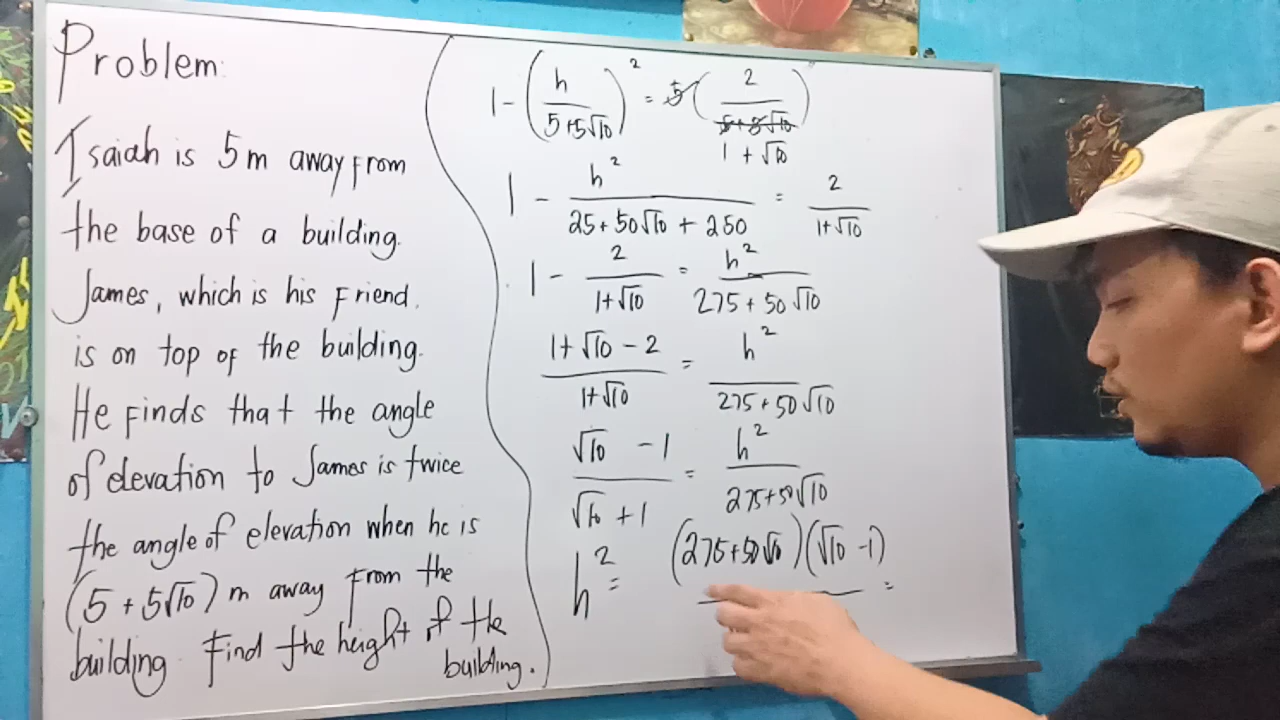 Problem:
Isaiah is 5m away from
the base of a building.
James, which is his friend,
is on top of the building.
He finds that the angle
of elevation to James is twice
the angle of elevation when he is
(5 + 5√10) m away from the
building. Find the height of the
building.
1 - (h / (5+5√10))² = 5 (2 / (5+5√10)) 1 + √10
1 - h² / (25 + 50√10 + 250) = 2 / (1+√10)
1 - 2 / (1+√10) = h² / (275 + 50√10)
(1+√10 - 2) / (1+√10) = h² / (275 + 50√10)
(√10 - 1) / (√10 + 1) = h² / (275+50√10)
h² = (275+50√10)(√10 - 1) =